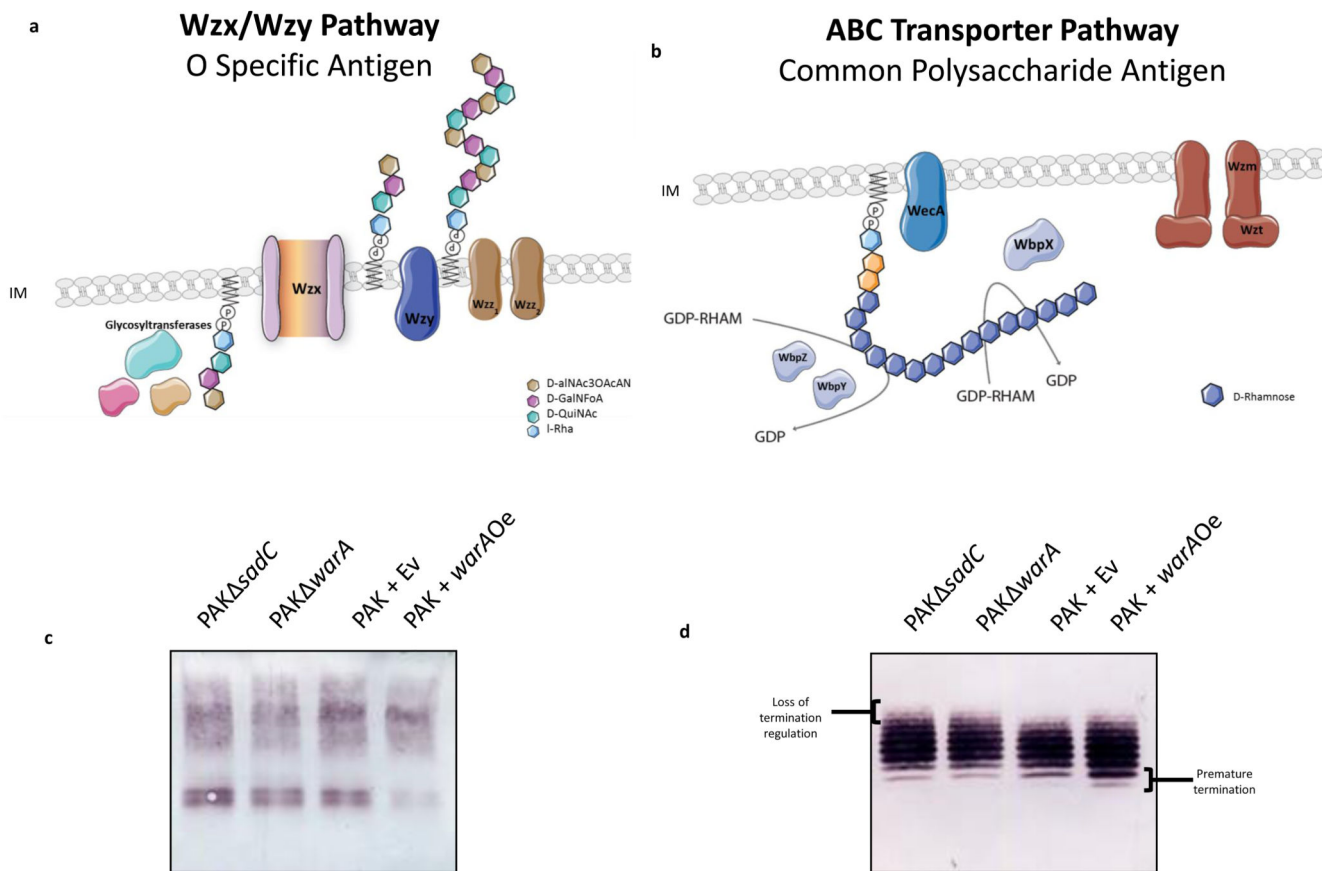 a
Wzx/Wzy Pathway
O Specific Antigen
IM
Glycosyltransferases
P
P
Wzx
P
P
Wzy
P
P
Wzz1
Wzz2
D-alNAc3OAcAN
D-GalNFoA
D-QuiNAc
l-Rha
b
ABC Transporter Pathway
Common Polysaccharide Antigen
IM
P
P
WecA
WbpX
Wzm
Wzt
GDP-RHAM
WbpZ
WbpY
GDP
GDP-RHAM
GDP
D-Rhamnose
c
PAKΔsadC
PAKΔwarA
PAK + Ev
PAK + warAOe
d
PAKΔsadC
PAKΔwarA
PAK + Ev
PAK + warAOe
Loss of
termination
regulation
Premature
termination